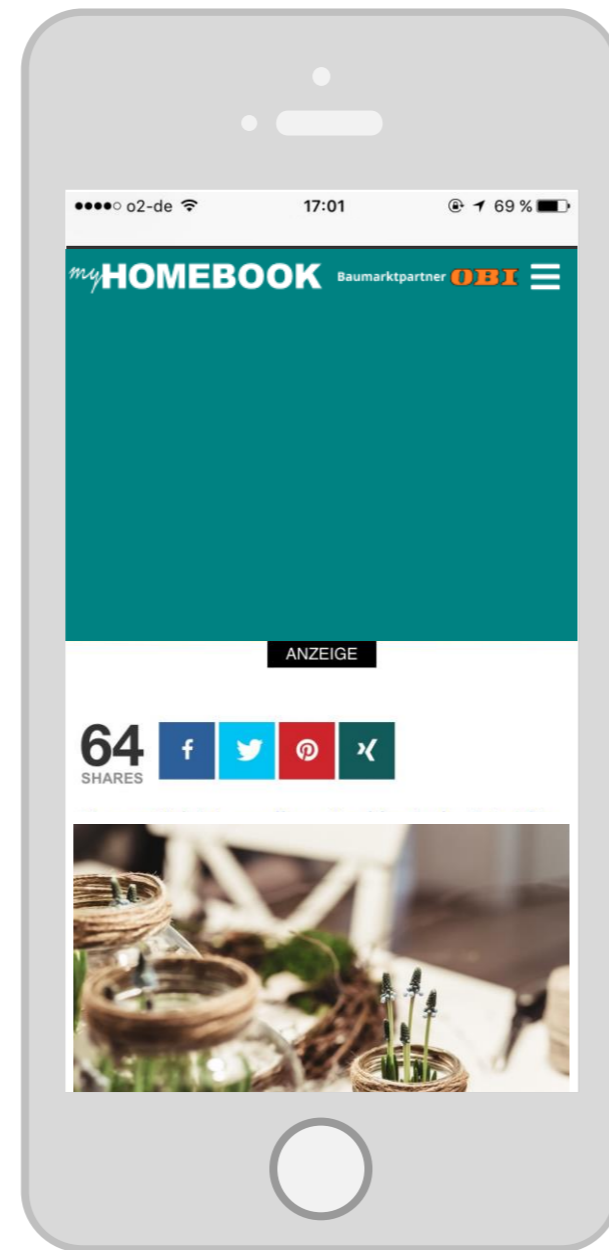 o2-de 17:01 69 %
myHOMEBOOK Baumarktpartner OBI
ANZEIGE
64
SHARES